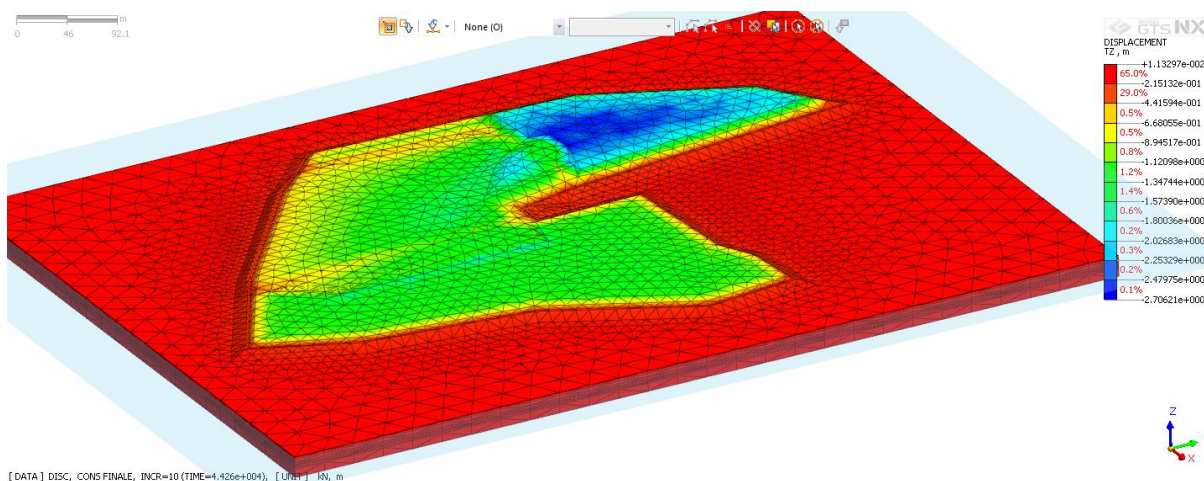 m
0 46 92.1
None (O)
GTS NX
DISPLACEMENT
TZ , m
+1.13297e-002
65.0%
-2.15132e-001
29.0%
-4.41594e-001
0.5%
-6.68055e-001
0.5%
-8.94517e-001
0.8%
-1.12098e+000
1.2%
-1.34744e+000
1.4%
-1.57390e+000
0.6%
-1.80036e+000
0.2%
-2.02683e+000
0.3%
-2.25329e+000
0.2%
-2.47975e+000
0.1%
-2.70621e+000
Z
X
[ DATA ] DISC, CONS FINALE, INCR=10 (TIME=4.426e+004), [ UNIT ] kN, m